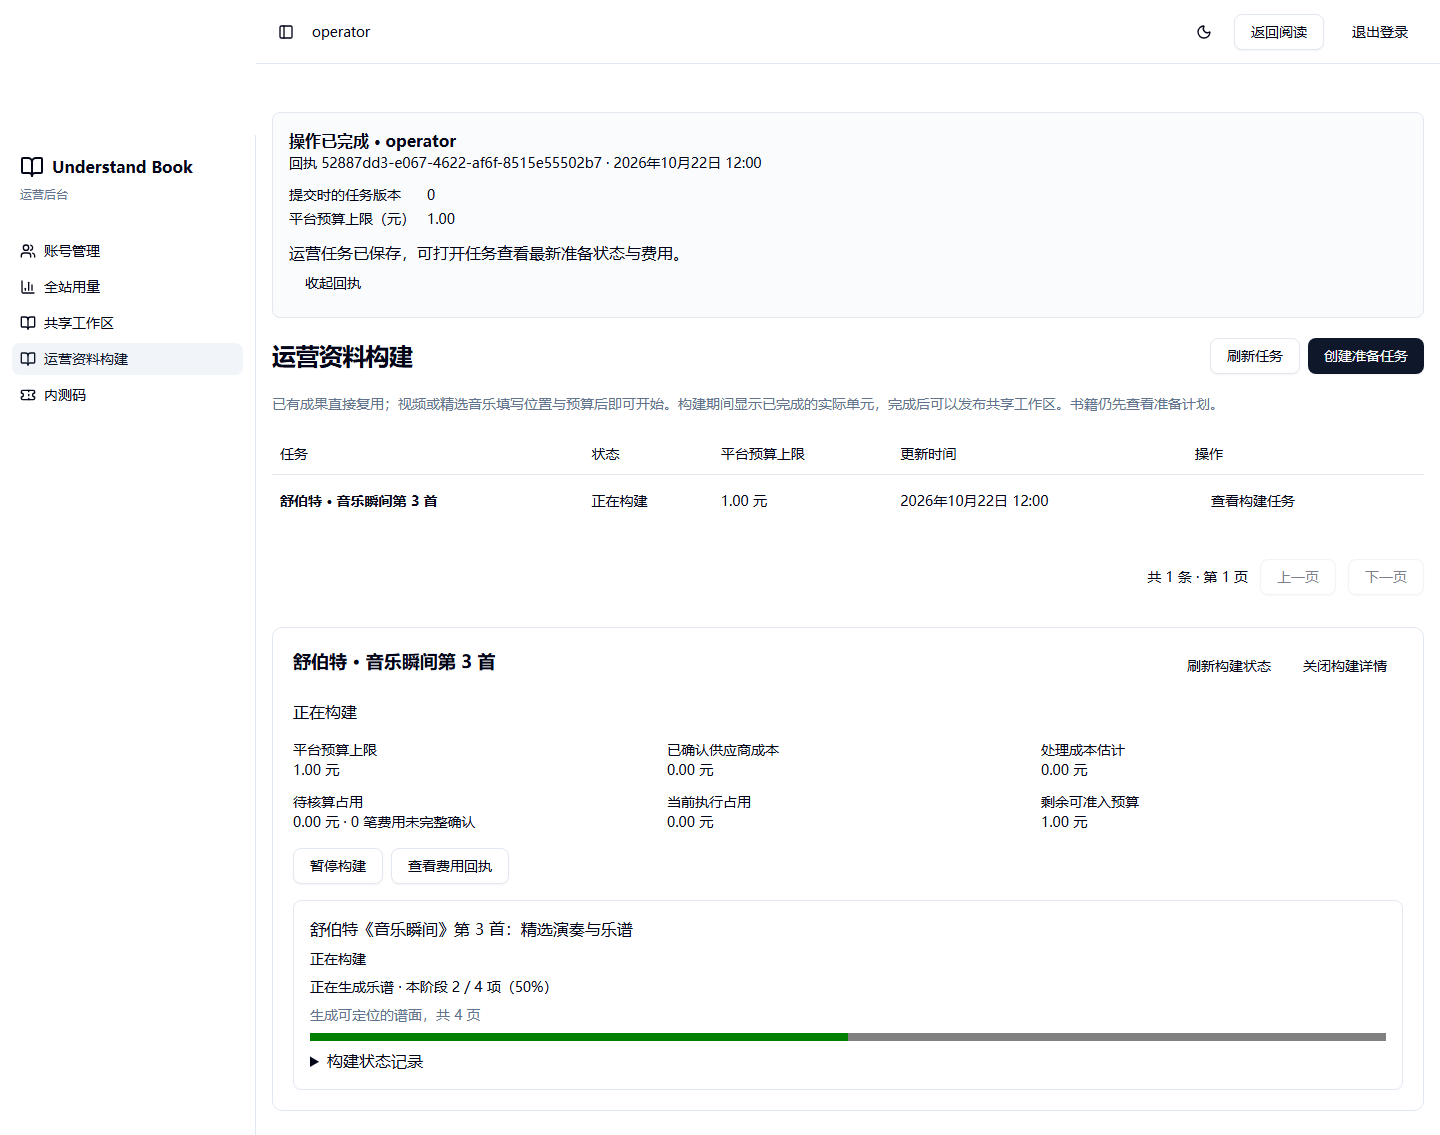 operator
返回阅读
退出登录
Understand Book
运营后台
账号管理
全站用量
共享工作区
运营资料构建
内测码
操作已完成 • operator
回执 52887dd3-e067-4622-af6f-8515e55502b7 · 2026年10月22日 12:00
提交时的任务版本 0
平台预算上限（元） 1.00
运营任务已保存，可打开任务查看最新准备状态与费用。
收起回执
运营资料构建
刷新任务
创建准备任务
已有成果直接复用；视频或精选音乐填写位置与预算后即可开始。构建期间显示已完成的实际单元，完成后可以发布共享工作区。书籍仍先查看准备计划。
任务 状态 平台预算上限 更新时间 操作
舒伯特 • 音乐瞬间第 3 首 正在构建 1.00 元 2026年10月22日 12:00 查看构建任务
共 1 条 · 第 1 页 上一页 下一页
舒伯特 • 音乐瞬间第 3 首
刷新构建状态 关闭构建详情
正在构建
平台预算上限 已确认供应商成本 处理成本估计
1.00 元 0.00 元 0.00 元
待核算占用 当前执行占用 剩余可准入预算
0.00 元 · 0 笔费用未完整确认 0.00 元 1.00 元
暂停构建 查看费用回执
舒伯特《音乐瞬间》第 3 首：精选演奏与乐谱
正在构建
正在生成乐谱 · 本阶段 2 / 4 项（50%）
生成可定位的谱面，共 4 页
构建状态记录